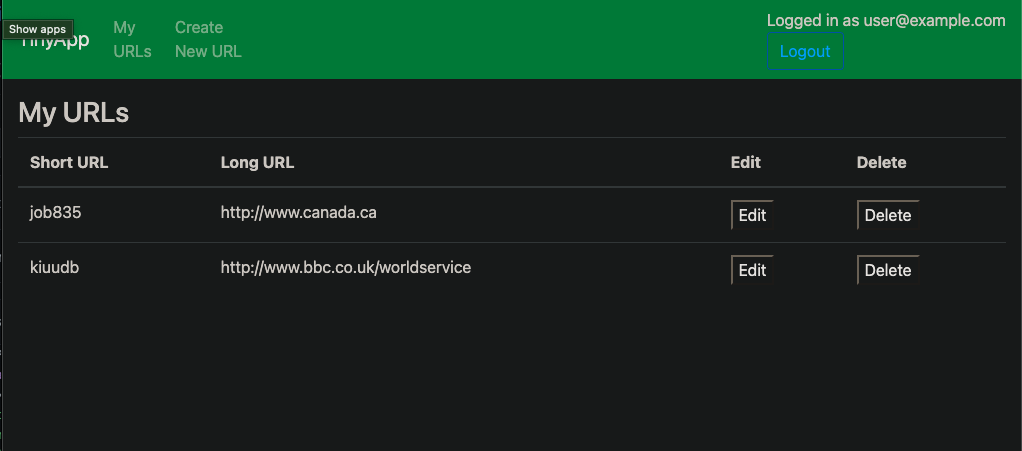 Show apps
TinyApp
My
URLs
Create
New URL
Logged in as user@example.com
Logout
My URLs
Short URL Long URL Edit Delete
job835 http://www.canada.ca Edit Delete
kiuudb http://www.bbc.co.uk/worldservice Edit Delete